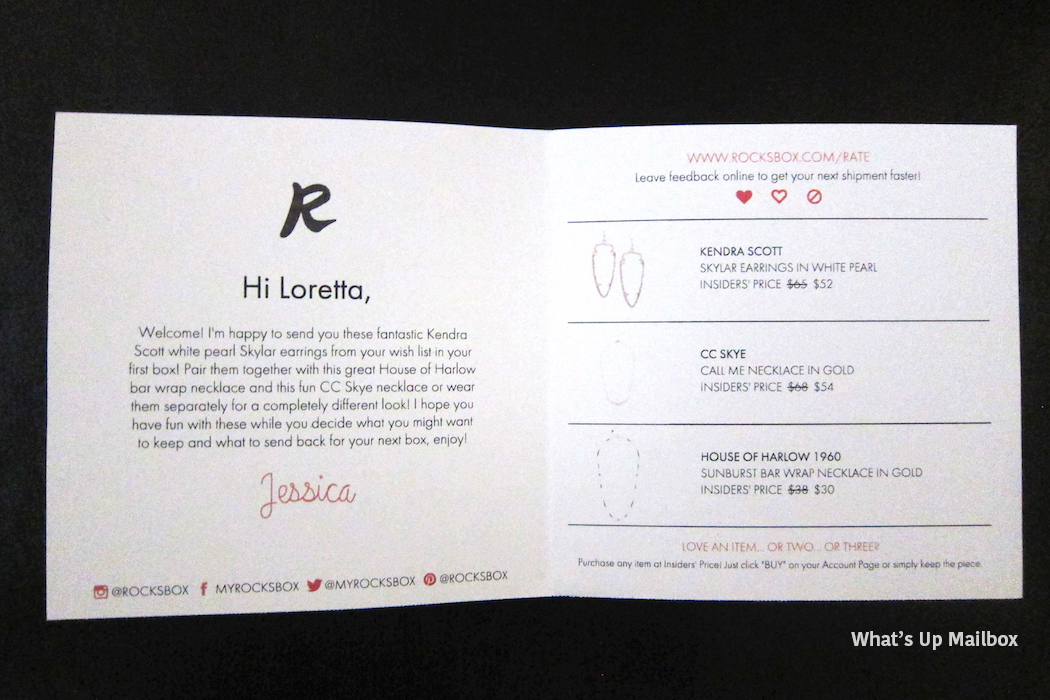 R
Hi Loretta,
Welcome! I'm happy to send you these fantastic Kendra
Scott white pearl Skylar earrings from your wish list in your
first box! Pair them together with this great House of Harlow
bar wrap necklace and this fun CC Skye necklace or wear
them separately for a completely different look! I hope you
have fun with these while you decide what you might want
to keep and what to send back for your next box, enjoy!
Jessica
@ROCKSBOX MYROCKSBOX @MYROCKSBOX @ROCKSBOX
WWW.ROCKSBOX.COM/RATE
Leave feedback online to get your next shipment faster!
KENDRA SCOTT
SKYLAR EARRINGS IN WHITE PEARL
INSIDERS' PRICE $65 $52
CC SKYE
CALL ME NECKLACE IN GOLD
INSIDERS' PRICE $68 $54
HOUSE OF HARLOW 1960
SUNBURST BAR WRAP NECKLACE IN GOLD
INSIDERS' PRICE $38 $30
LOVE AN ITEM... OR TWO... OR THREE?
Purchase any item at Insiders' Price! Just click "BUY" on your Account Page or simply keep the piece.
What's Up Mailbox